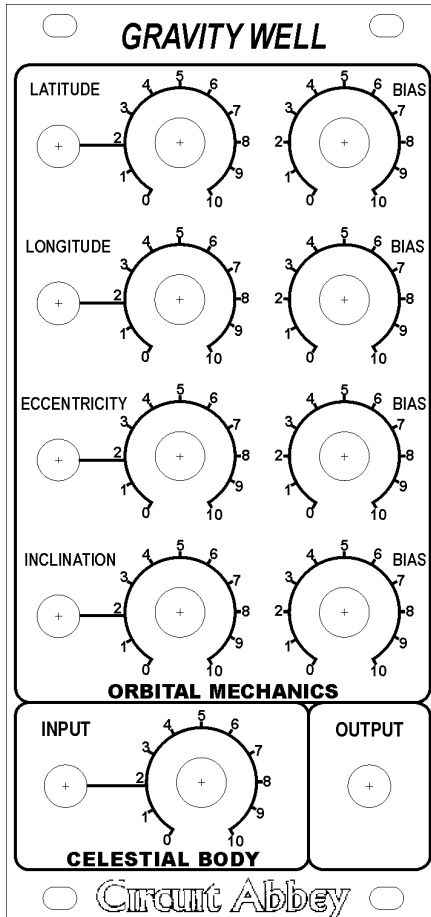 GRAVITY WELL
LATITUDE BIAS
0 1 2 3 4 5 6 7 8 9 10
0 1 2 3 4 5 6 7 8 9 10
LONGITUDE BIAS
0 1 2 3 4 5 6 7 8 9 10
0 1 2 3 4 5 6 7 8 9 10
ECCENTRICITY BIAS
0 1 2 3 4 5 6 7 8 9 10
0 1 2 3 4 5 6 7 8 9 10
INCLINATION BIAS
0 1 2 3 4 5 6 7 8 9 10
0 1 2 3 4 5 6 7 8 9 10
ORBITAL MECHANICS
INPUT
0 1 2 3 4 5 6 7 8 9 10
CELESTIAL BODY
OUTPUT
Circuit Abbey